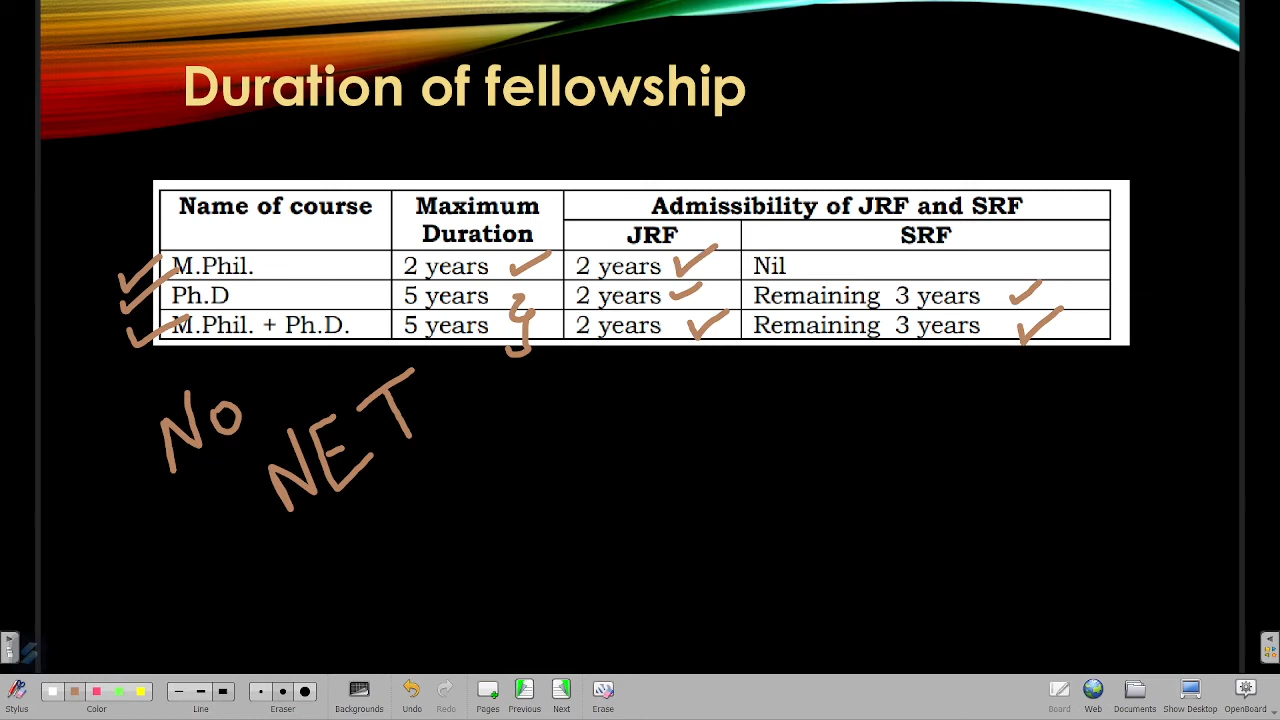 Duration of fellowship
Name of course Maximum Duration Admissibility of JRF and SRF
JRF SRF
M.Phil. 2 years 2 years Nil
Ph.D 5 years 2 years Remaining 3 years
M.Phil. + Ph.D. 5 years 2 years Remaining 3 years
No
NET
Stylus Color Line Eraser Backgrounds Undo Redo Pages Previous Next Erase Board Web Documents Show Desktop OpenBoard